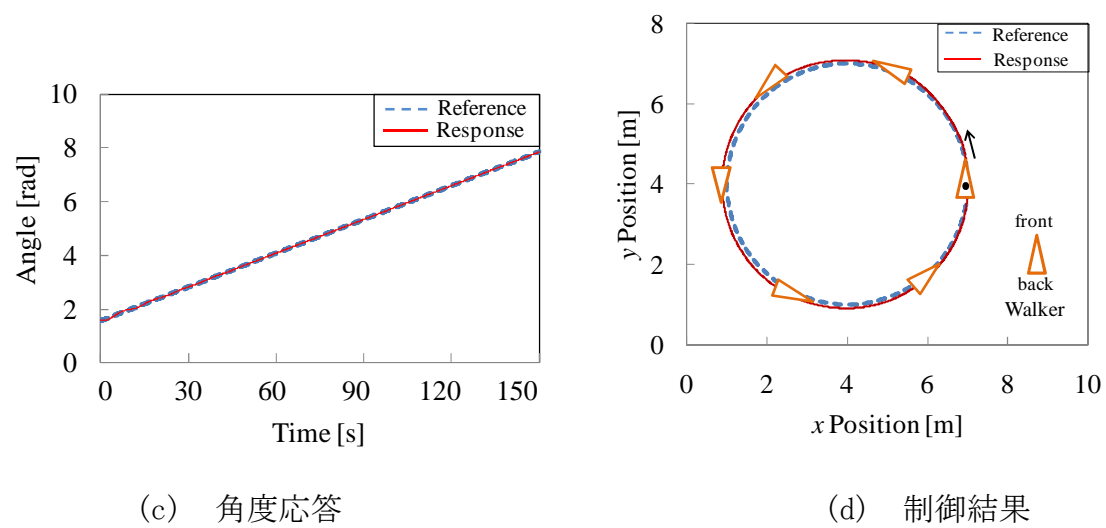 10
8
6
4
2
0
Angle [rad]
Reference
Response
0 30 60 90 120 150
Time [s]
(c) 角度応答
8
6
4
2
0
y Position [m]
Reference
Response
front
back
Walker
0 2 4 6 8 10
x Position [m]
(d) 制御結果